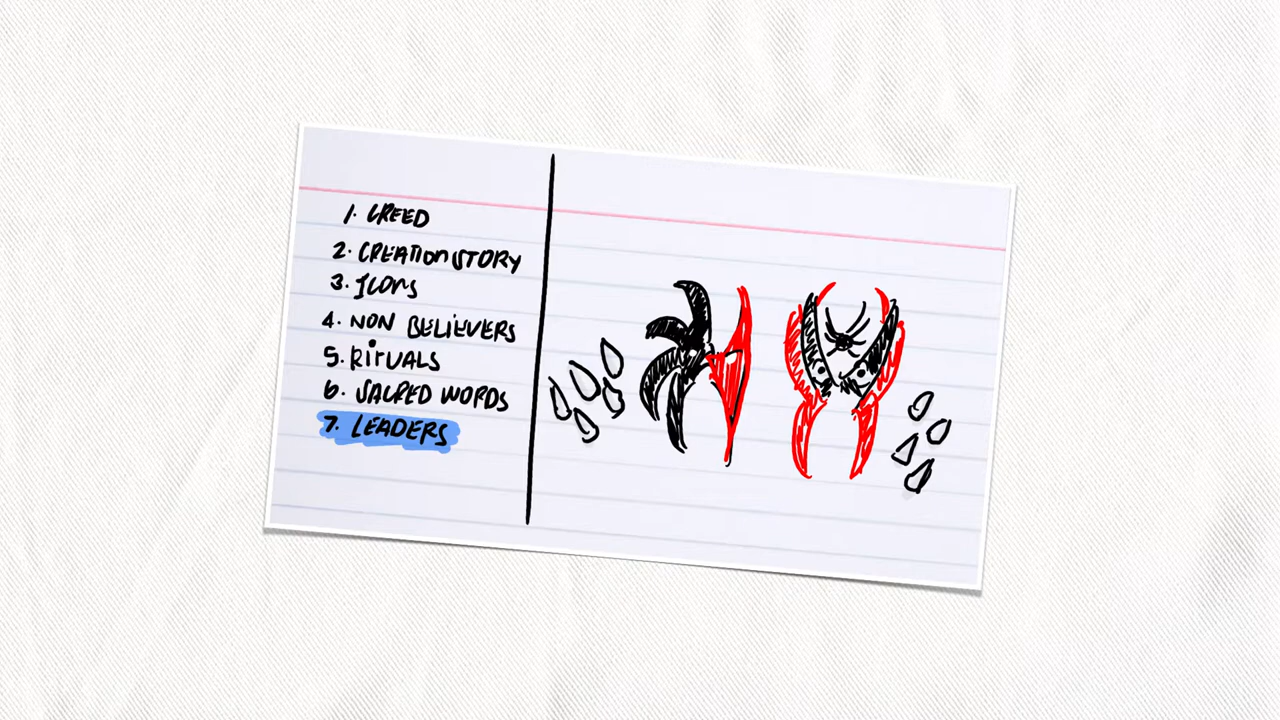 1. CREED
2. CREATION STORY
3. ICONS
4. NON BELIEVERS
5. RITUALS
6. SACRED WORDS
7. LEADERS